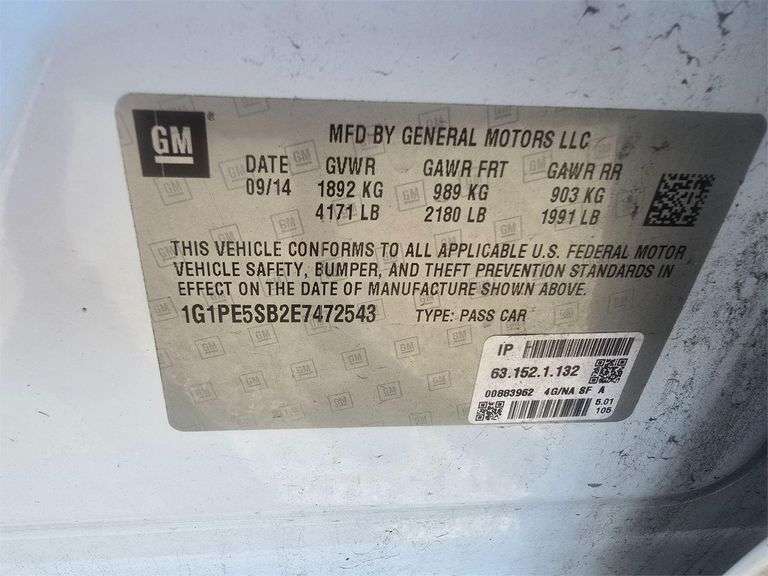 GM ®
MFD BY GENERAL MOTORS LLC
DATE GVWR GAWR FRT GAWR RR
09/14 1892 KG 989 KG 903 KG
4171 LB 2180 LB 1991 LB
THIS VEHICLE CONFORMS TO ALL APPLICABLE U.S. FEDERAL MOTOR
VEHICLE SAFETY, BUMPER, AND THEFT PREVENTION STANDARDS IN
EFFECT ON THE DATE OF MANUFACTURE SHOWN ABOVE.
1G1PE5SB2E7472543 TYPE: PASS CAR
IP
63.152.1.132
00883962 4G/NA SF A
5.01
105